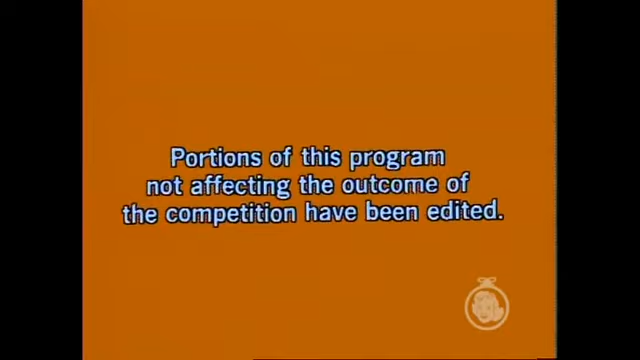 Portions of this program
not affecting the outcome of
the competition have been edited.